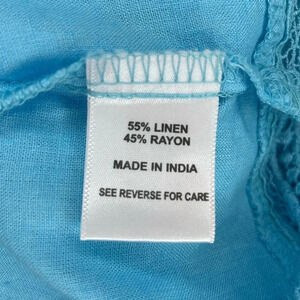 55% LINEN
45% RAYON
MADE IN INDIA
SEE REVERSE FOR CARE